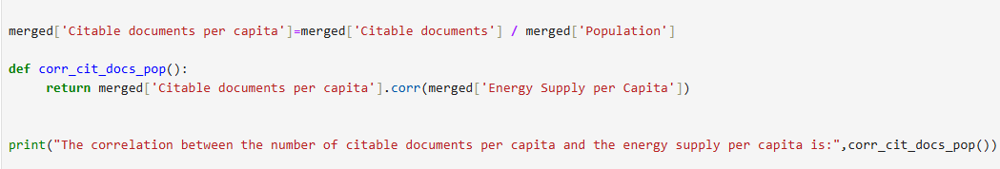 merged['Citable documents per capita']=merged['Citable documents'] / merged['Population']
def corr_cit_docs_pop():
return merged['Citable documents per capita'].corr(merged['Energy Supply per Capita'])
print("The correlation between the number of citable documents per capita and the energy supply per capita is:",corr_cit_docs_pop())